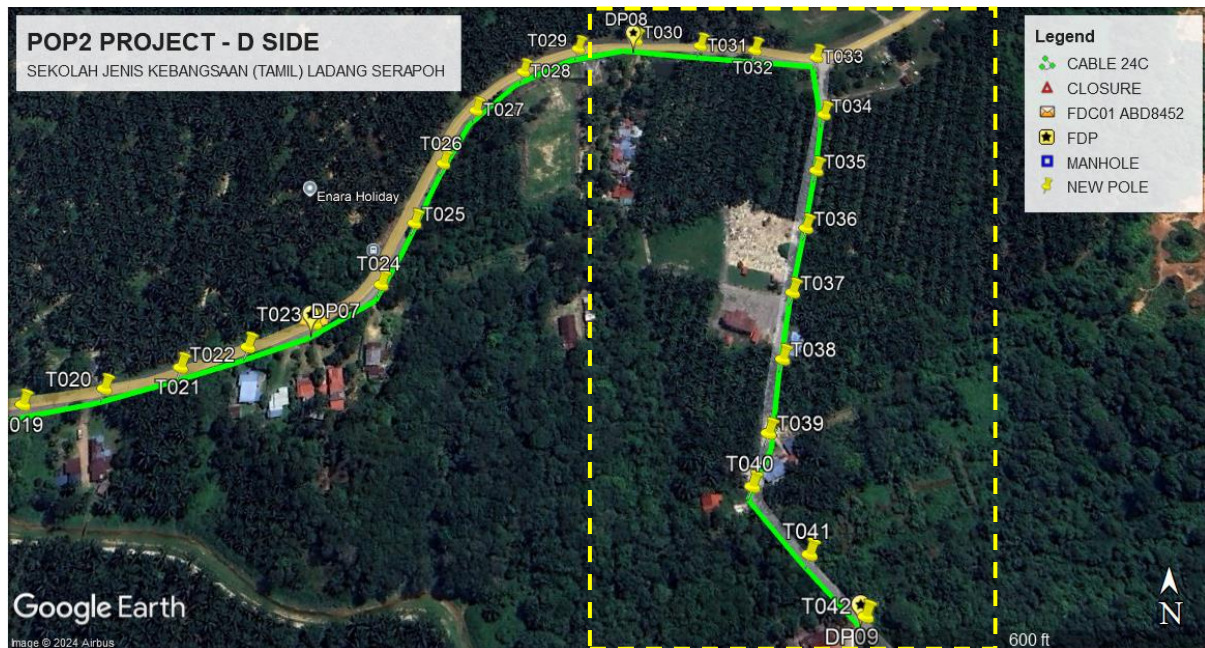 POP2 PROJECT - D SIDE
SEKOLAH JENIS KEBANGSAAN (TAMIL) LADANG SERAPOH
Legend
CABLE 24C
CLOSURE
FDC01 ABD8452
FDP
MANHOLE
NEW POLE
DP08
T030
T029
T031
T033
T032
T028
T027
T034
T026
T035
Enara Holiday
T025
T036
T024
T037
T023
DP07
T022
T038
T020
T021
019
T039
T040
T041
T042
DP09
Google Earth
Image © 2024 Airbus
600 ft
N